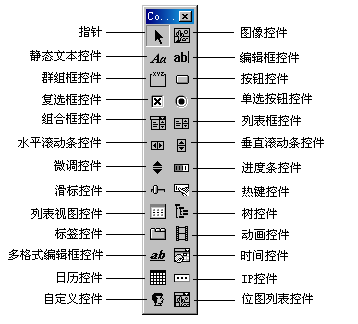 Co...
指针
图像控件
静态文本控件
Aa
ab
编辑框控件
群组框控件
xyz
按钮控件
复选框控件
单选按钮控件
组合框控件
列表框控件
水平滚动条控件
垂直滚动条控件
微调控件
进度条控件
滑标控件
热键控件
列表视图控件
树控件
标签控件
动画控件
多格式编辑框控件
ab
时间控件
日历控件
IP控件
自定义控件
位图列表控件